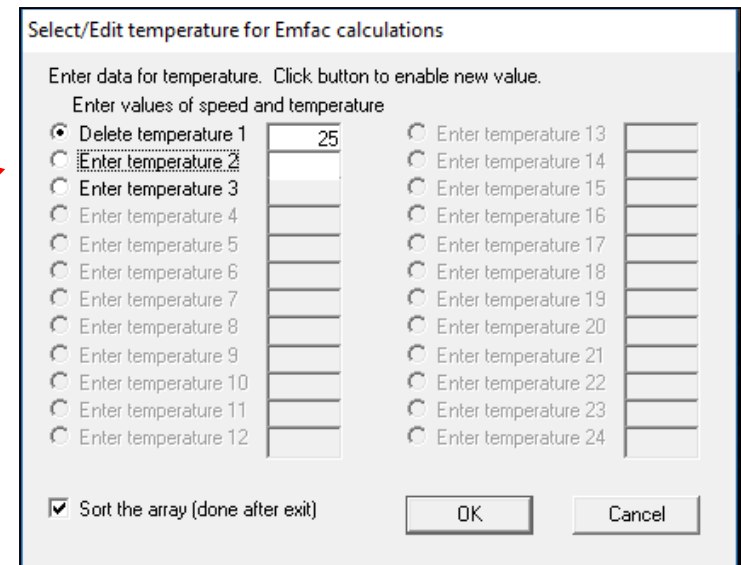 Select/Edit temperature for Emfac calculations
Enter data for temperature.  Click button to enable new value.
Enter values of speed and temperature
Delete temperature 1 25
Enter temperature 2
Enter temperature 3
Enter temperature 4
Enter temperature 5
Enter temperature 6
Enter temperature 7
Enter temperature 8
Enter temperature 9
Enter temperature 10
Enter temperature 11
Enter temperature 12
Enter temperature 13
Enter temperature 14
Enter temperature 15
Enter temperature 16
Enter temperature 17
Enter temperature 18
Enter temperature 19
Enter temperature 20
Enter temperature 21
Enter temperature 22
Enter temperature 23
Enter temperature 24
Sort the array (done after exit)
OK
Cancel